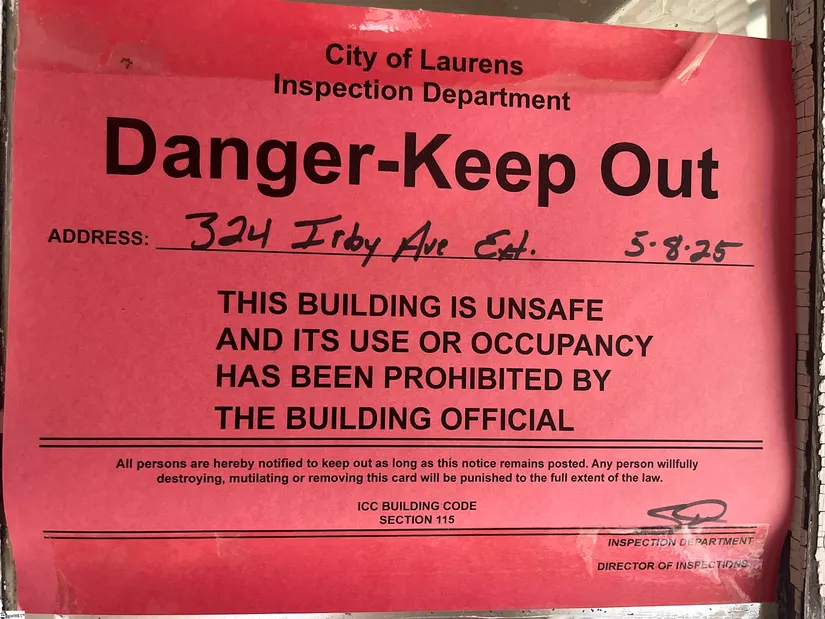 City of Laurens
Inspection Department
Danger-Keep Out
ADDRESS: 324 Irby Ave Ext. 5-8-25
THIS BUILDING IS UNSAFE
AND ITS USE OR OCCUPANCY
HAS BEEN PROHIBITED BY
THE BUILDING OFFICIAL
All persons are hereby notified to keep out as long as this notice remains posted. Any person willfully
destroying, mutilating or removing this card will be punished to the full extent of the law.
ICC BUILDING CODE
SECTION 115
INSPECTION DEPARTMENT
DIRECTOR OF INSPECTIONS